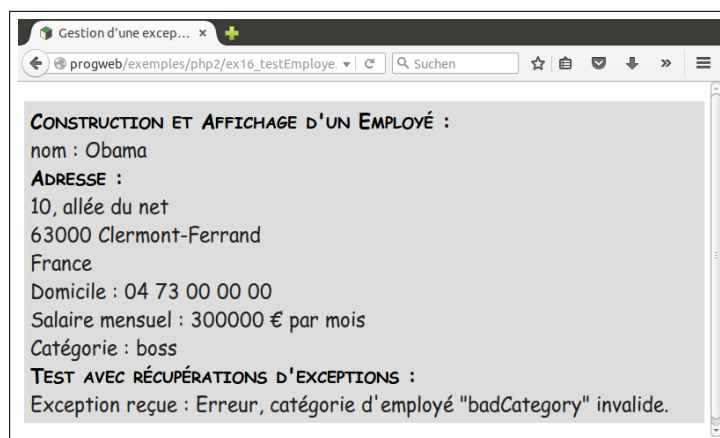 Gestion d'une excep...
progweb/exemples/php2/ex16_testEmploye.
Suchen
Construction et Affichage d'un Employé :
nom : Obama
Adresse :
10, allée du net
63000 Clermont-Ferrand
France
Domicile : 04 73 00 00 00
Salaire mensuel : 300000 € par mois
Catégorie : boss
Test avec récupérations d'exceptions :
Exception reçue : Erreur, catégorie d'employé "badCategory" invalide.